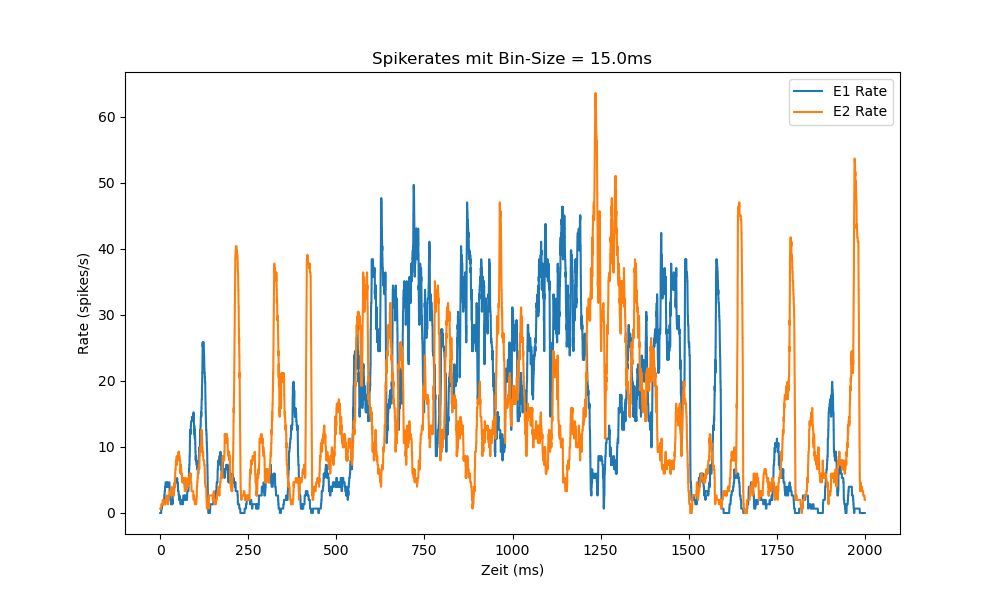 Spikerates mit Bin-Size = 15.0ms
E1 Rate
E2 Rate
60
50
40
30
20
10
0
Rate (spikes/s)
0 250 500 750 1000 1250 1500 1750 2000
Zeit (ms)